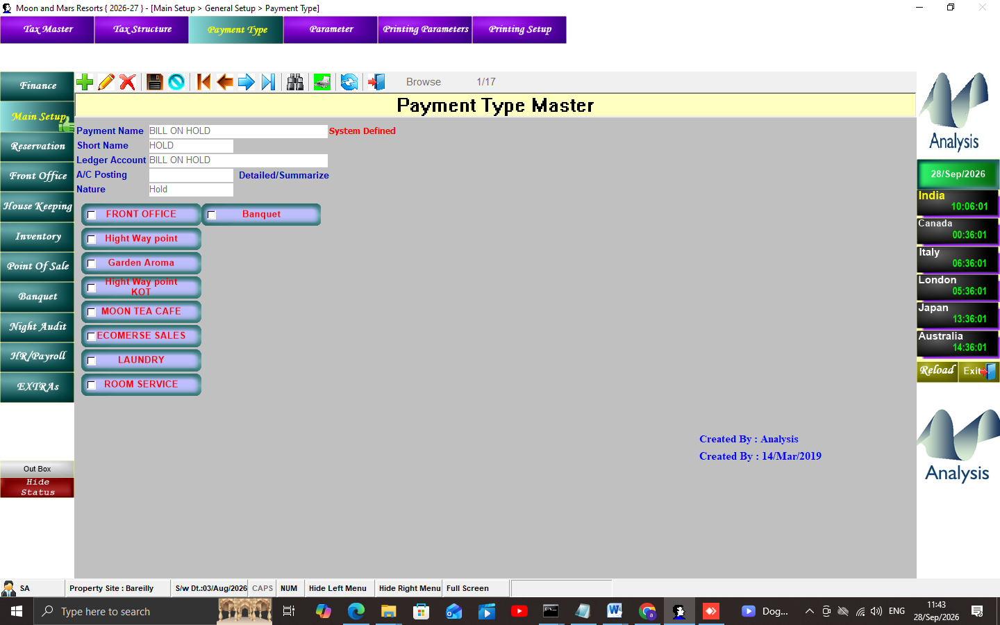 Moon and Mars Resorts { 2026-27 } - [Main Setup > General Setup > Payment Type]
Tax Master
Tax Structure
Payment Type
Parameter
Printing Parameters
Printing Setup
Finance
Main Setup
Reservation
Front Office
House Keeping
Inventory
Point Of Sale
Banquet
Night Audit
HR/Payroll
EXTRAs
Out Box
Hide
Status
Browse 1/17
Payment Type Master
Payment Name BILL ON HOLD System Defined
Short Name HOLD
Ledger Account BILL ON HOLD
A/C Posting Detailed/Summarize
Nature Hold
FRONT OFFICE Banquet
Hight Way point
Garden Aroma
Hight Way point
KOT
MOON TEA CAFE
ECOMERSE SALES
LAUNDRY
ROOM SERVICE
Created By : Analysis
Created By : 14/Mar/2019
Analysis
28/Sep/2026
India
10:06:01
Canada
00:36:01
Italy
06:36:01
London
05:36:01
Japan
13:36:01
Australia
14:36:01
Reload Exit
Analysis
SA Property Site : Bareilly S/w Dt.:03/Aug/2026 CAPS NUM Hide Left Menu Hide Right Menu Full Screen
Type here to search
Dog...
ENG
11:43
28/Sep/2026